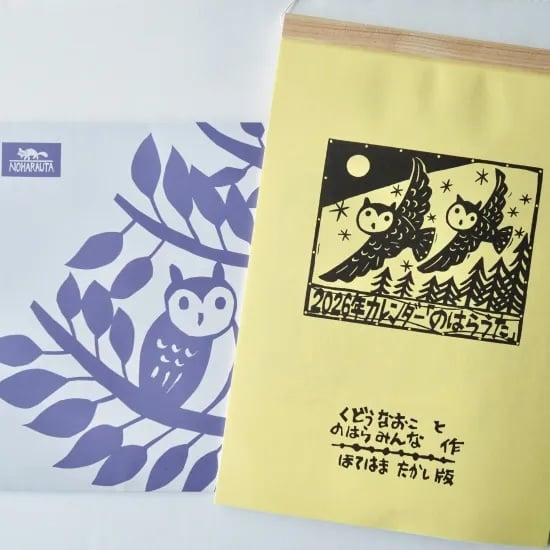 NOHARAUTA
2026年カレンダー「のはらうた」
くどうなおこ と
のはらみんな 作
ほてはま たかし 版